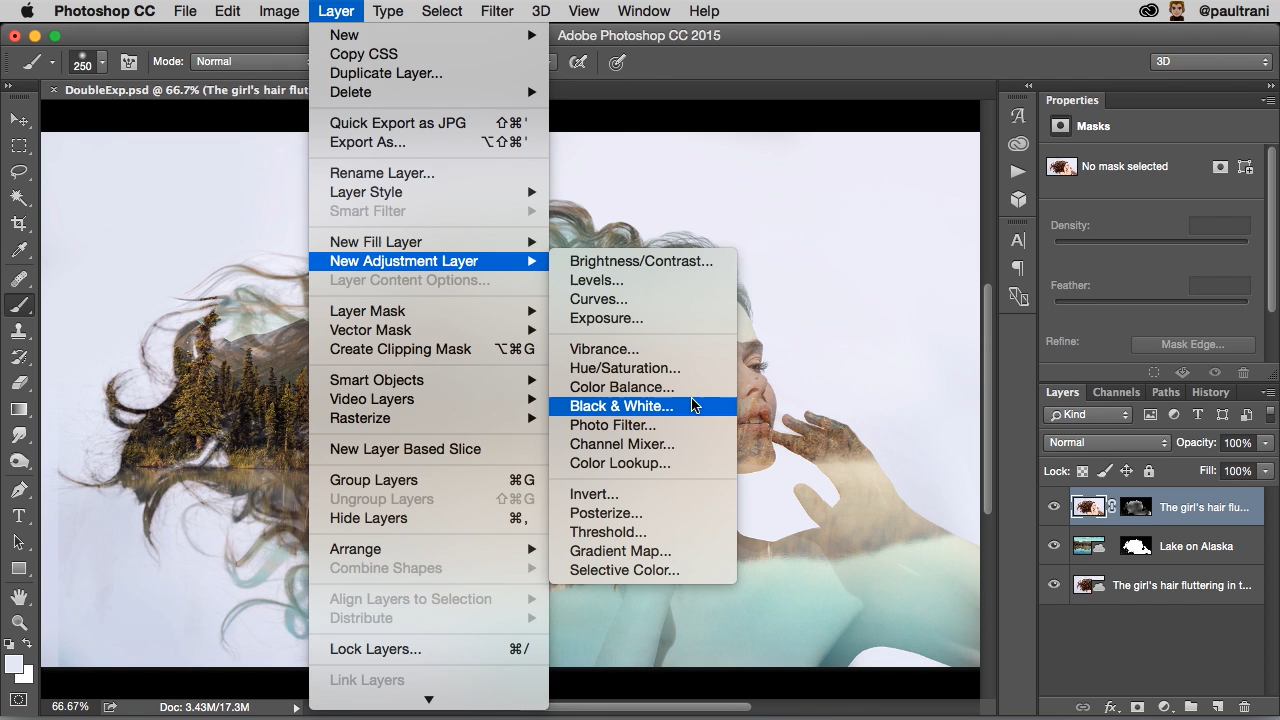 Photoshop CC File Edit Image Layer Type Select Filter 3D View Window Help @paultrani
Adobe Photoshop CC 2015
250 Mode: Normal 3D
× DoubleExp.psd @ 66.7% (The girl's hair flut
New
Copy CSS
Duplicate Layer...
Delete
Quick Export as JPG ⇧⌘'
Export As... ⌥⇧⌘'
Rename Layer...
Layer Style
Smart Filter
New Fill Layer
New Adjustment Layer
Layer Content Options...
Layer Mask
Vector Mask
Create Clipping Mask ⌥⌘G
Smart Objects
Video Layers
Rasterize
New Layer Based Slice
Group Layers ⌘G
Ungroup Layers ⇧⌘G
Hide Layers ⌘,
Arrange
Combine Shapes
Align Layers to Selection
Distribute
Lock Layers... ⌘/
Link Layers
Brightness/Contrast...
Levels...
Curves...
Exposure...
Vibrance...
Hue/Saturation...
Color Balance...
Black & White...
Photo Filter...
Channel Mixer...
Color Lookup...
Invert...
Posterize...
Threshold...
Gradient Map...
Selective Color...
Properties
Masks
No mask selected
Density:
Feather:
Refine: Mask Edge...
Layers Channels Paths History
Kind
Normal Opacity: 100%
Lock: Fill: 100%
The girl's hair flu...
Lake on Alaska
The girl's hair fluttering in t...
66.67% Doc: 3.43M/17.3M